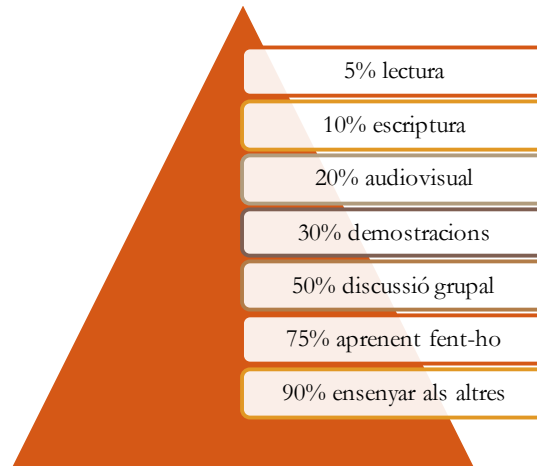 5% lectura
10% escriptura
20% audiovisual
30% demostracions
50% discussió grupal
75% aprenent fent-ho
90% ensenyar als altres